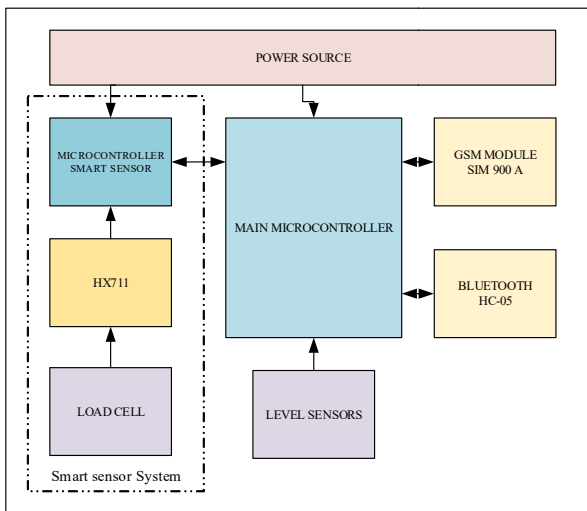 POWER SOURCE
MICROCONTROLLER
SMART SENSOR
MAIN MICROCONTROLLER
GSM MODULE
SIM 900 A
HX711
BLUETOOTH
HC-05
LOAD CELL
LEVEL SENSORS
Smart sensor System